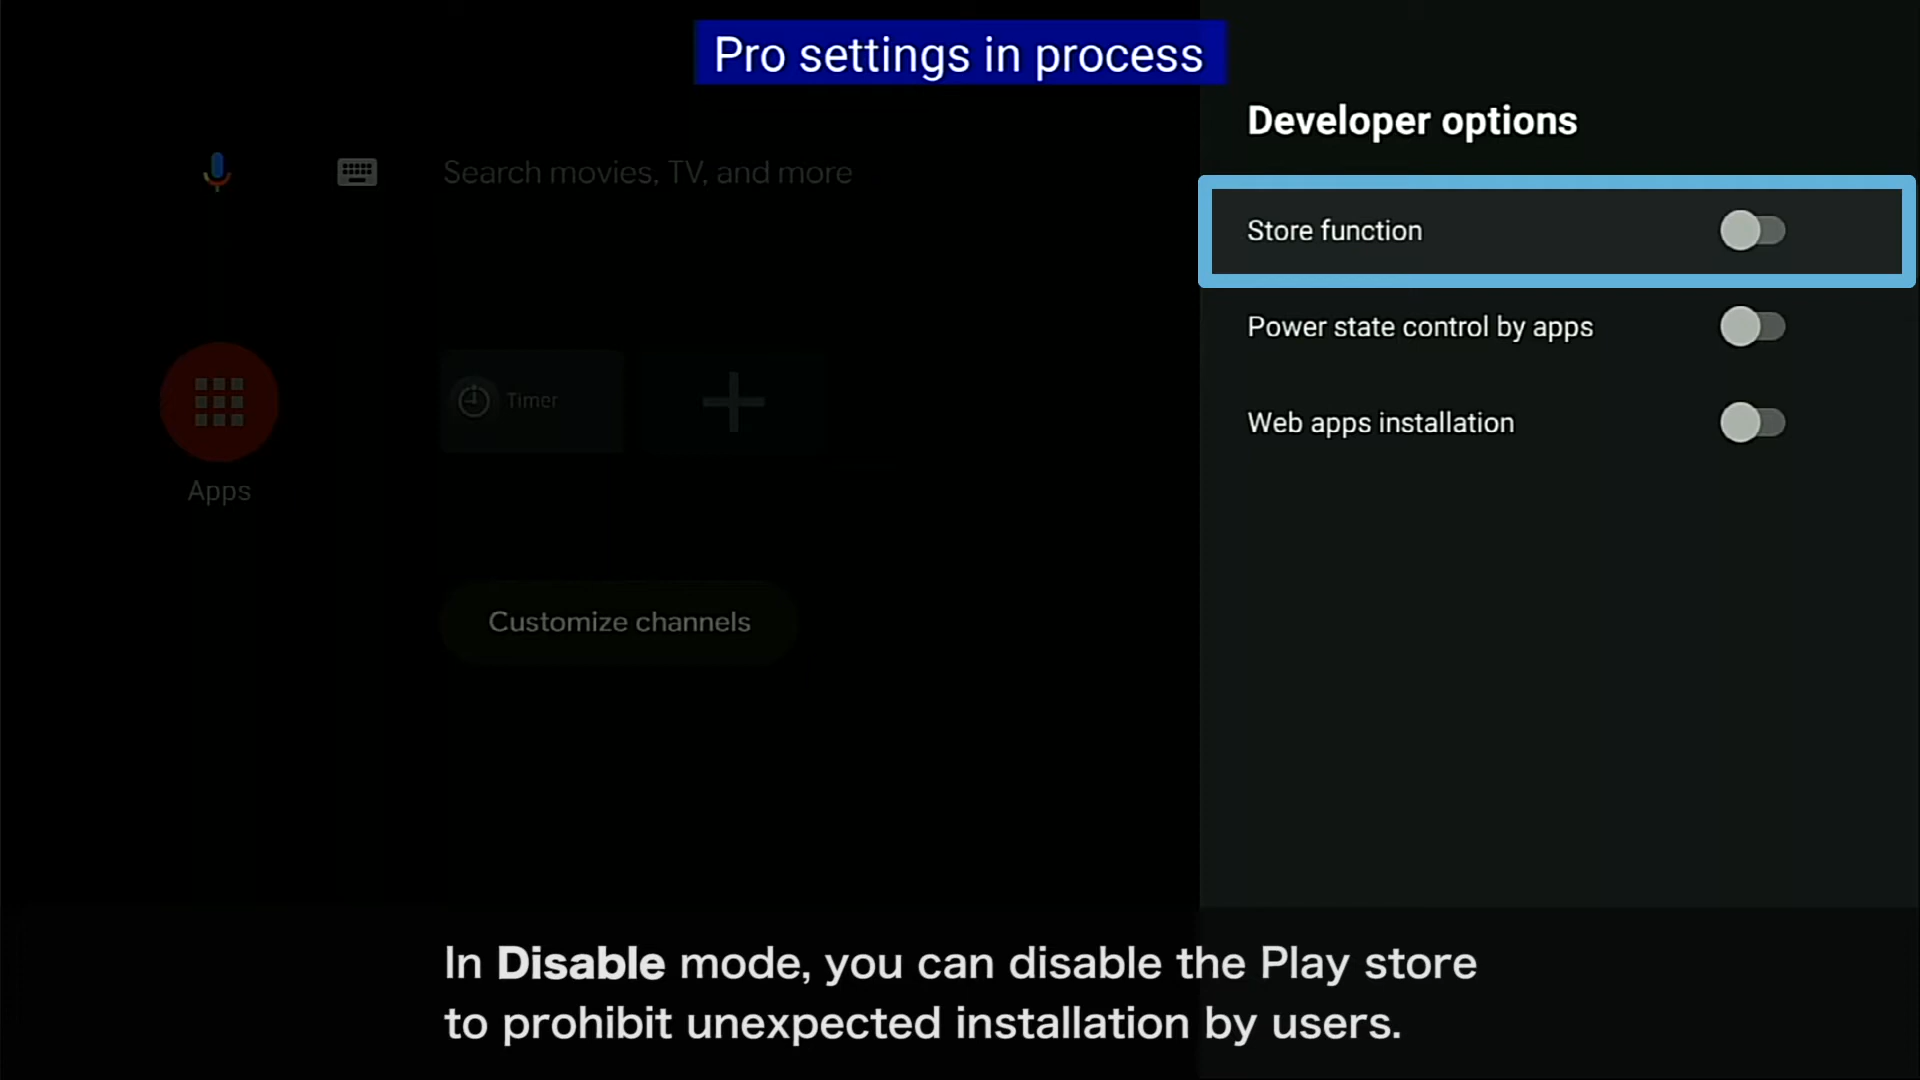 Pro settings in process
Developer options
Search movies, TV, and more
Store function
Power state control by apps
Timer
Web apps installation
Apps
Customize channels
In Disable mode, you can disable the Play store
to prohibit unexpected installation by users.